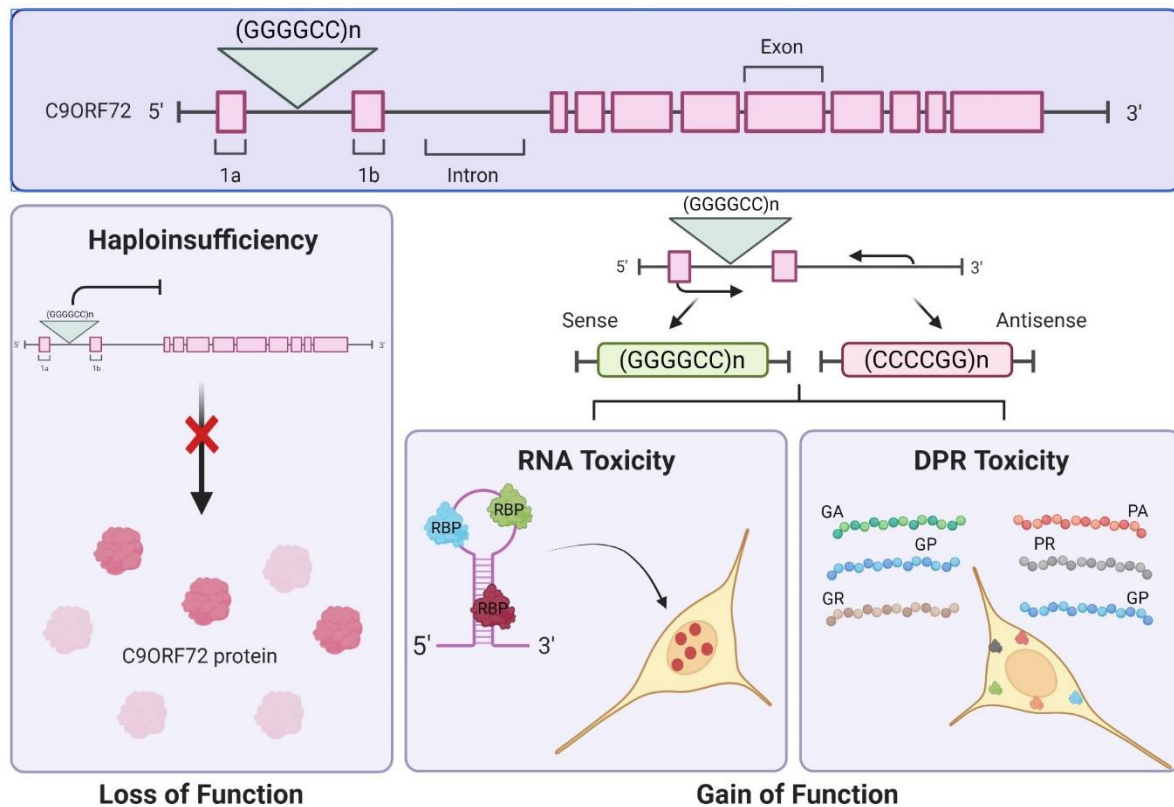 (GGGGCC)n
Exon
C9ORF72 5' 3'
1a 1b Intron
Haploinsufficiency
(GGGGCC)n
5' 3'
1a 1b
C9ORF72 protein
Loss of Function
(GGGGCC)n
5' 3'
Sense Antisense
(GGGGCC)n (CCCCGG)n
RNA Toxicity
RBP
RBP
RBP
5' 3'
DPR Toxicity
GA PA
GP PR
GR GP
Gain of Function